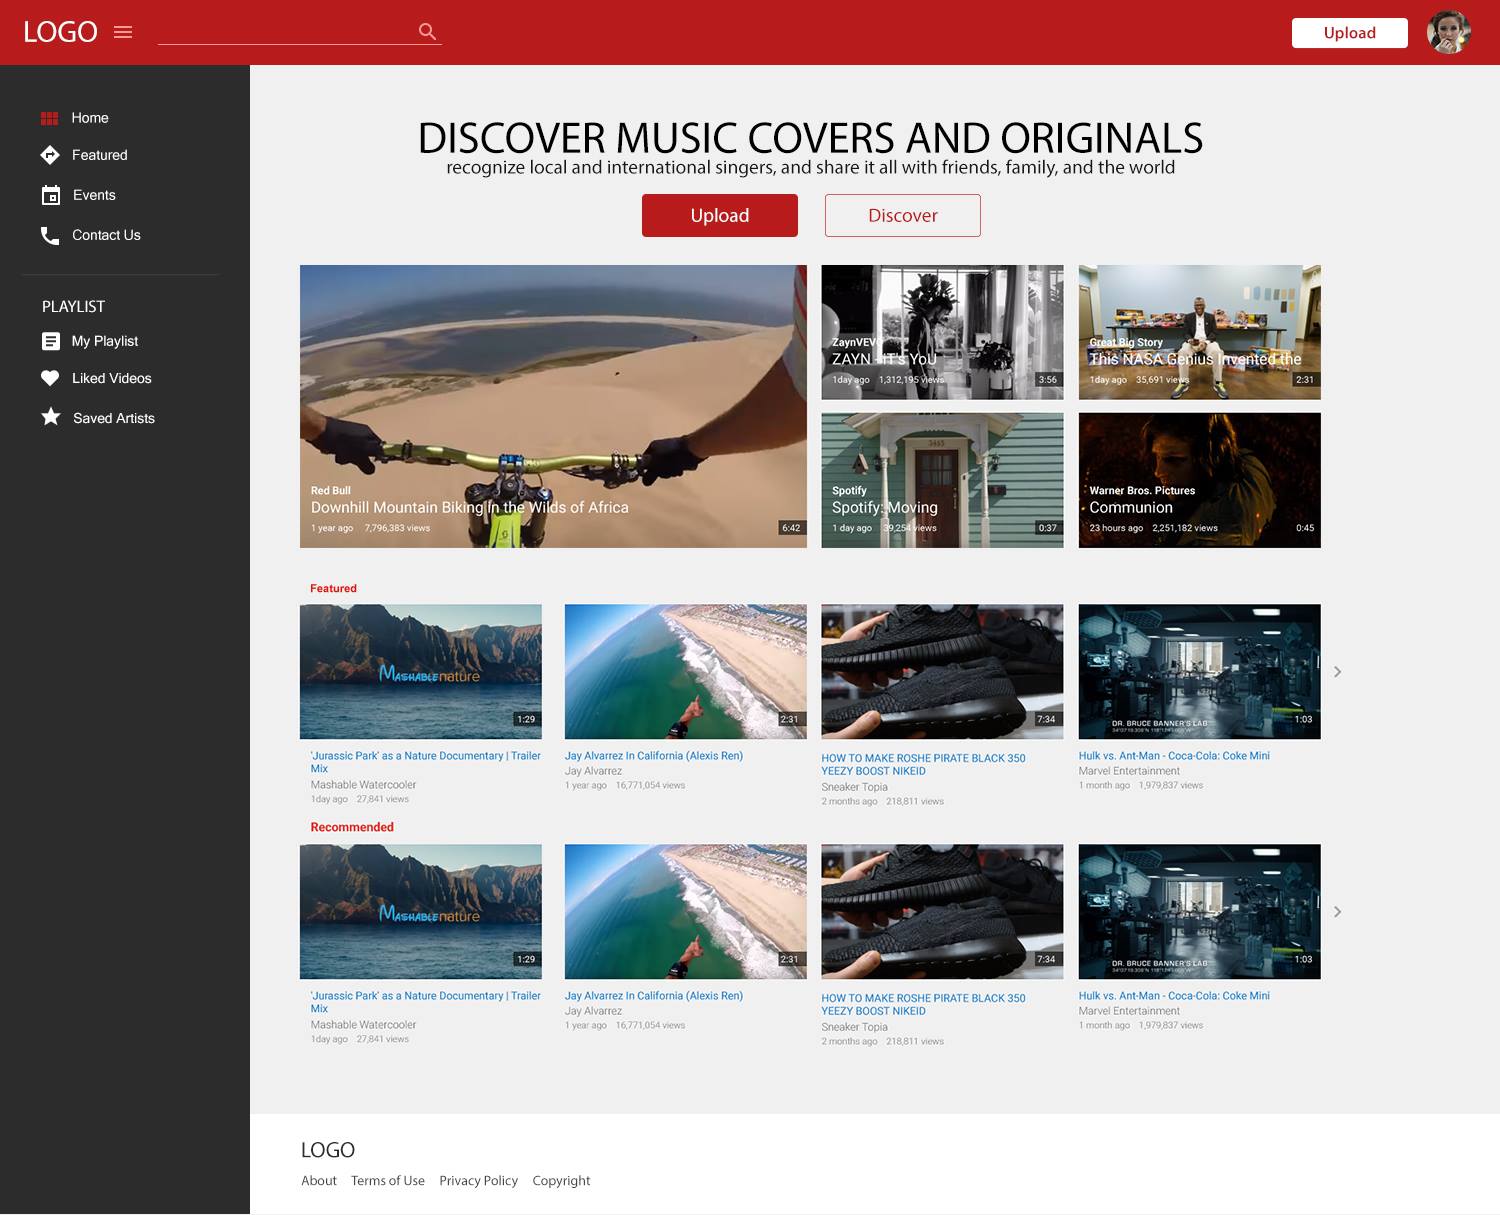 LOGO
Upload
Home
Featured
Events
Contact Us
PLAYLIST
My Playlist
Liked Videos
Saved Artists
DISCOVER MUSIC COVERS AND ORIGINALS
recognize local and international singers, and share it all with friends, family, and the world
Upload
Discover
Red Bull
Downhill Mountain Biking in the Wilds of Africa
1 year ago 7,796,383 views
6:42
ZaynVEVO
ZAYN - iT's YoU
1day ago 1,312,195 views
3:56
Great Big Story
This NASA Genius Invented the
1day ago 35,691 views
2:31
3465
Spotify
Spotify: Moving
1 day ago 39,254 views
0:37
Warner Bros. Pictures
Communion
23 hours ago 2,251,182 views
0:45
Featured
MASHABLE nature
1:29
2:31
7:34
DR. BRUCE BANNER'S LAB
1:03
'Jurassic Park' as a Nature Documentary | Trailer
Mix
Mashable Watercooler
1day ago 27,841 views
Jay Alvarrez In California (Alexis Ren)
Jay Alvarrez
1 year ago 16,771,054 views
HOW TO MAKE ROSHE PIRATE BLACK 350
YEEZY BOOST NIKEID
Sneaker Topia
2 months ago 218,811 views
Hulk vs. Ant-Man - Coca-Cola: Coke Mini
Marvel Entertainment
1 month ago 1,979,837 views
Recommended
MASHABLE nature
1:29
2:31
7:34
DR. BRUCE BANNER'S LAB
1:03
'Jurassic Park' as a Nature Documentary | Trailer
Mix
Mashable Watercooler
1day ago 27,841 views
Jay Alvarrez In California (Alexis Ren)
Jay Alvarrez
1 year ago 16,771,054 views
HOW TO MAKE ROSHE PIRATE BLACK 350
YEEZY BOOST NIKEID
Sneaker Topia
2 months ago 218,811 views
Hulk vs. Ant-Man - Coca-Cola: Coke Mini
Marvel Entertainment
1 month ago 1,979,837 views
LOGO
About Terms of Use Privacy Policy Copyright